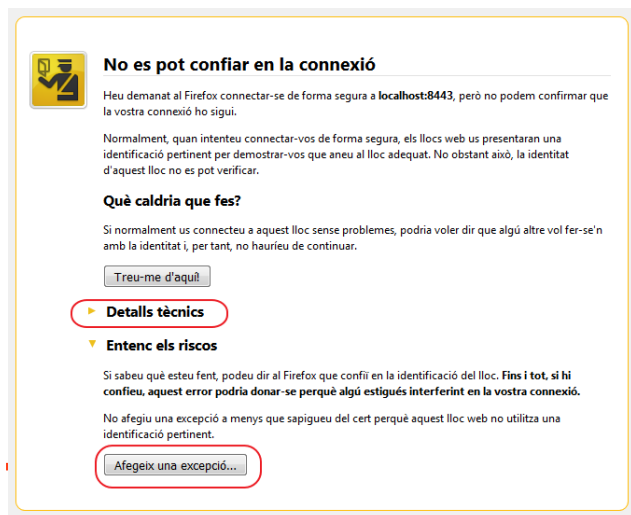 No es pot confiar en la connexió
Heu demanat al Firefox connectar-se de forma segura a localhost:8443, però no podem confirmar que
la vostra connexió ho sigui.
Normalment, quan intenteu connectar-vos de forma segura, els llocs web us presentaran una
identificació pertinent per demostrar-vos que aneu al lloc adequat. No obstant això, la identitat
d'aquest lloc no es pot verificar.
Què caldria que fes?
Si normalment us connecteu a aquest lloc sense problemes, podria voler dir que algú altre vol fer-se'n
amb la identitat i, per tant, no hauríeu de continuar.
Treu-me d'aquí!
Detalls tècnics
Entenc els riscos
Si sabeu què esteu fent, podeu dir al Firefox que confiï en la identificació del lloc. Fins i tot, si hi
confieu, aquest error podria donar-se perquè algú estigués interferint en la vostra connexió.
No afegiu una excepció a menys que sapigueu del cert perquè aquest lloc web no utilitza una
identificació pertinent.
Afegeix una excepció...